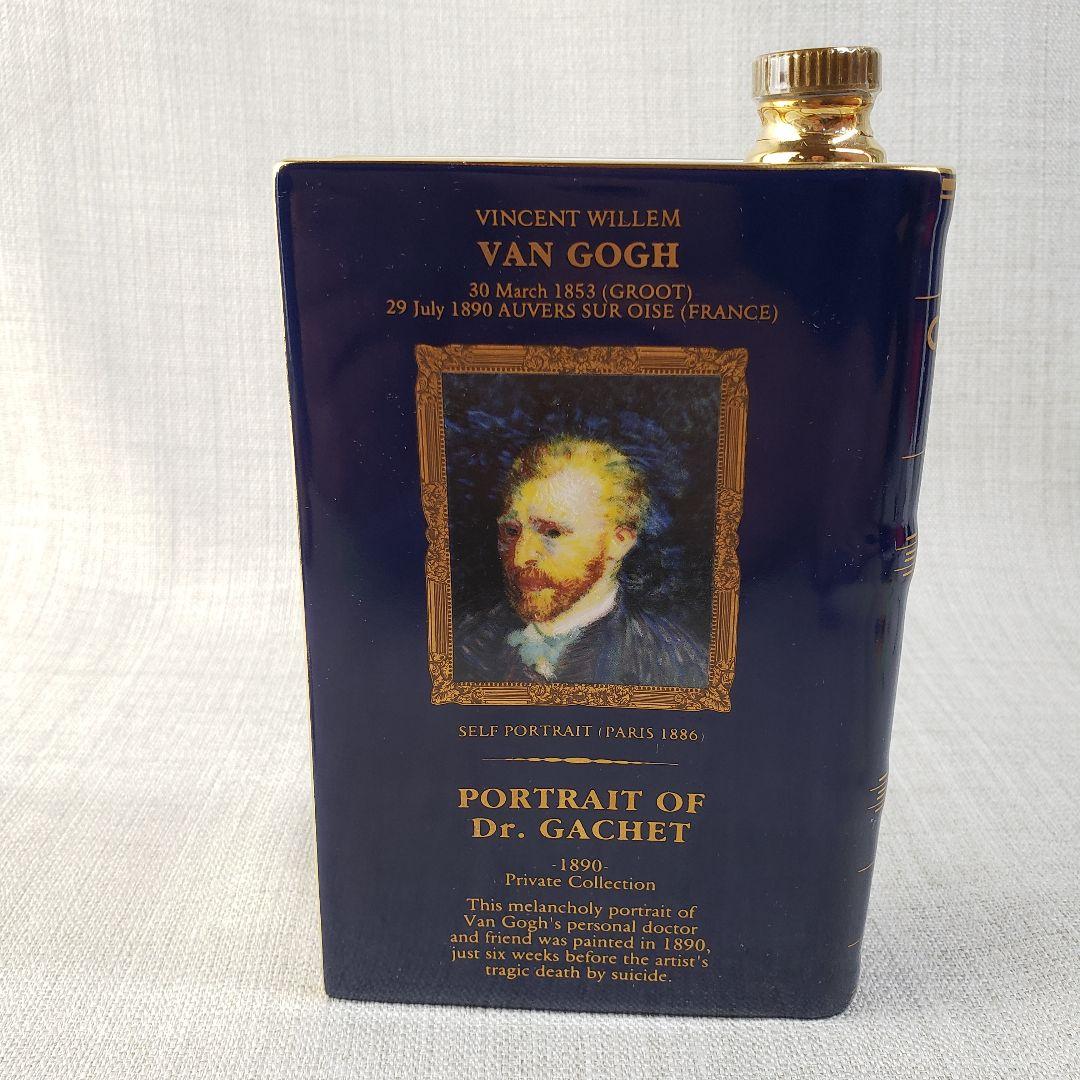 VINCENT WILLEM
VAN GOGH
30 March 1853 (GROOT)
29 July 1890 AUVERS SUR OISE (FRANCE)
SELF PORTRAIT (PARIS 1886)
PORTRAIT OF
Dr. GACHET
-1890-
Private Collection
This melancholy portrait of
Van Gogh's personal doctor
and friend was painted in 1890,
just six weeks before the artist's
tragic death by suicide.